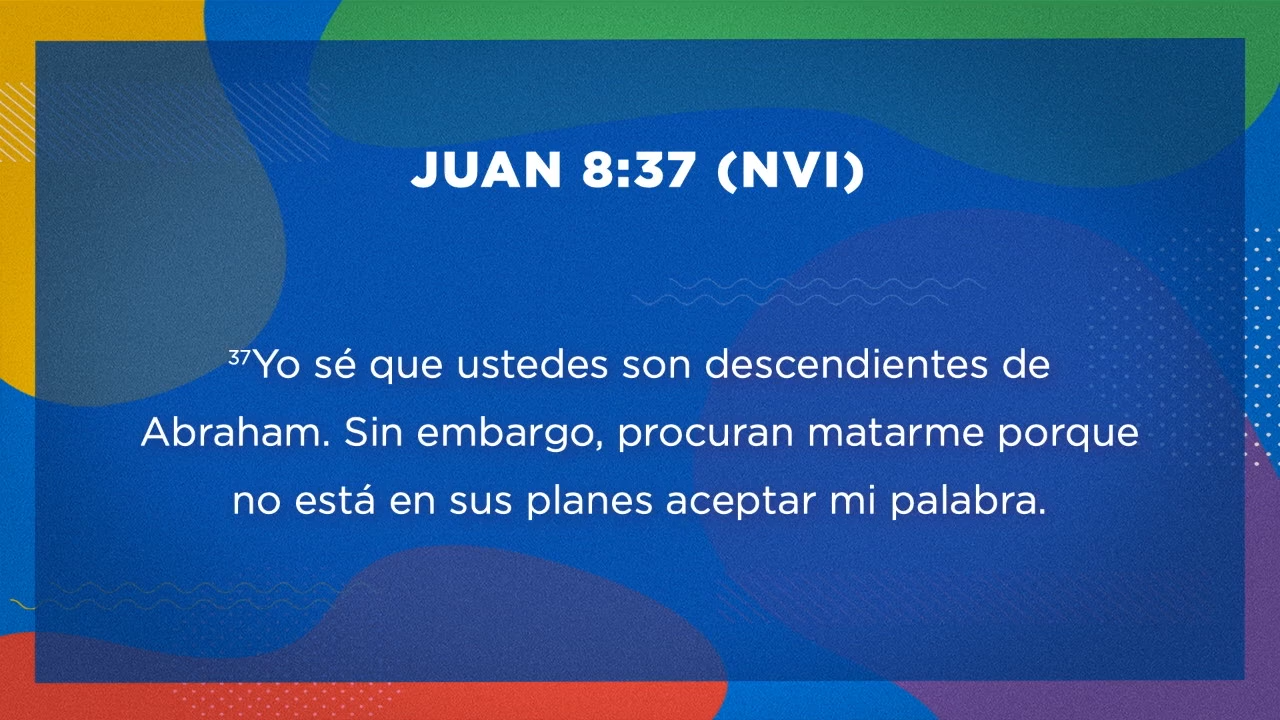 JUAN 8:37 (NVI)
³⁷Yo sé que ustedes son descendientes de
Abraham. Sin embargo, procuran matarme porque
no está en sus planes aceptar mi palabra.